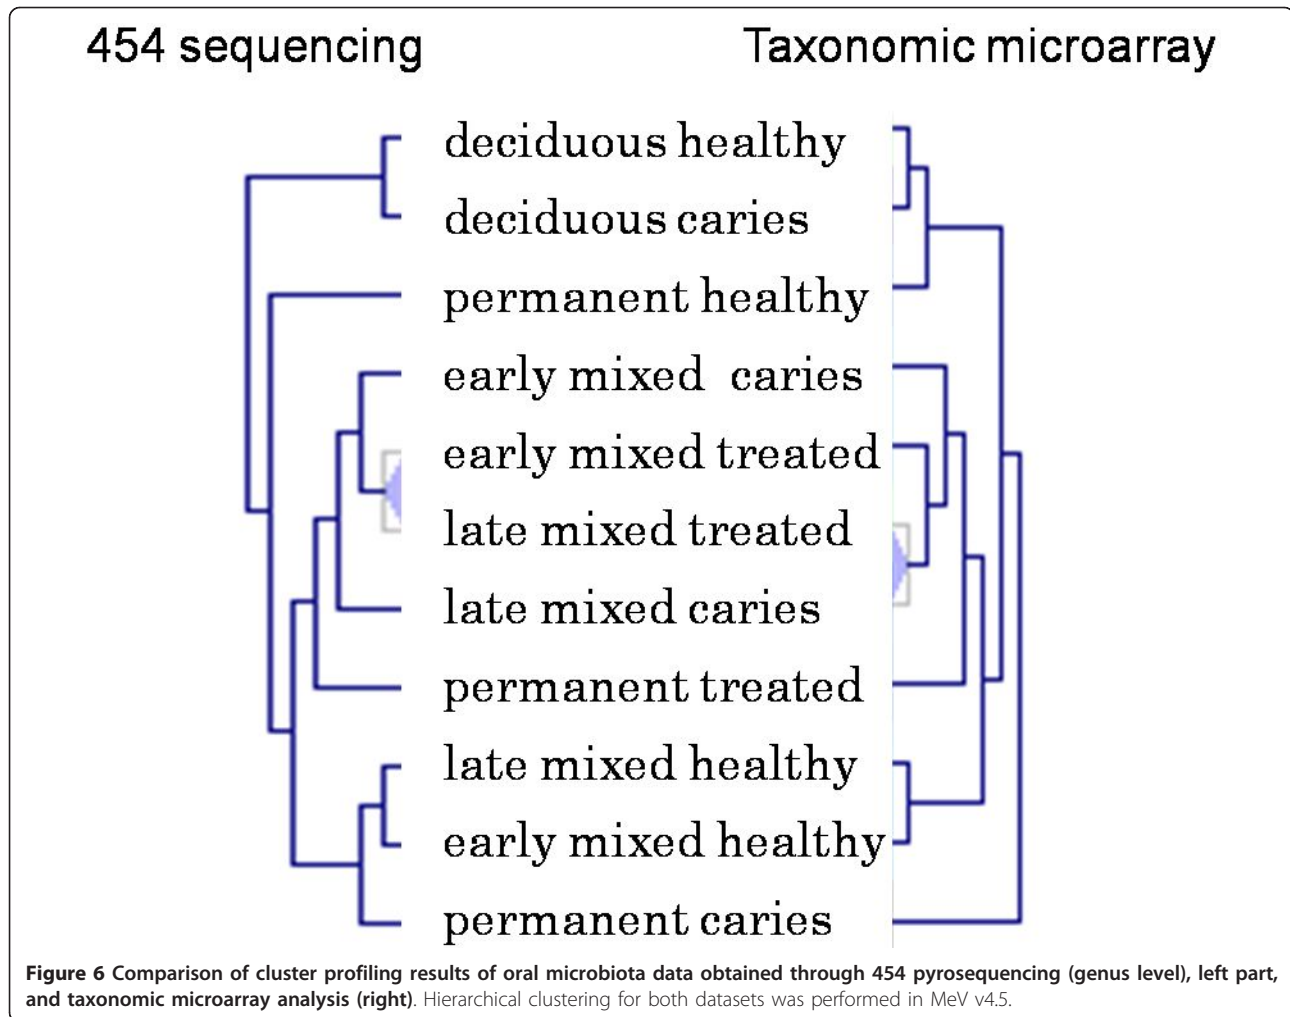 454 sequencing
Taxonomic microarray
deciduous healthy
deciduous caries
permanent healthy
early mixed caries
early mixed treated
late mixed treated
late mixed caries
permanent treated
late mixed healthy
early mixed healthy
permanent caries
Figure 6 Comparison of cluster profiling results of oral microbiota data obtained through 454 pyrosequencing (genus level), left part,
and taxonomic microarray analysis (right). Hierarchical clustering for both datasets was performed in MeV v4.5.